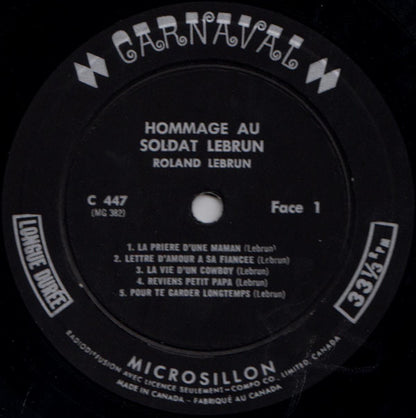 CARNAVAL
HOMMAGE AU
SOLDAT LEBRUN
ROLAND LEBRUN
C 447
(MG 382)
Face 1
1. LA PRIERE D'UNE MAMAN (Lebrun)
2. LETTRE D'AMOUR A SA FIANCEE (Lebrun)
3. LA VIE D'UN COWBOY (Lebrun)
4. REVIENS PETIT PAPA (Lebrun)
5. POUR TE GARDER LONGTEMPS (Lebrun)
LONGUE DURÉE
33 1/3 R.P.M.
MICROSILLON
RADIODIFFUSION AVEC LICENCE SEULEMENT - COMPO CO. LIMITED, CANADA
MADE IN CANADA - FABRIQUÉ AU CANADA